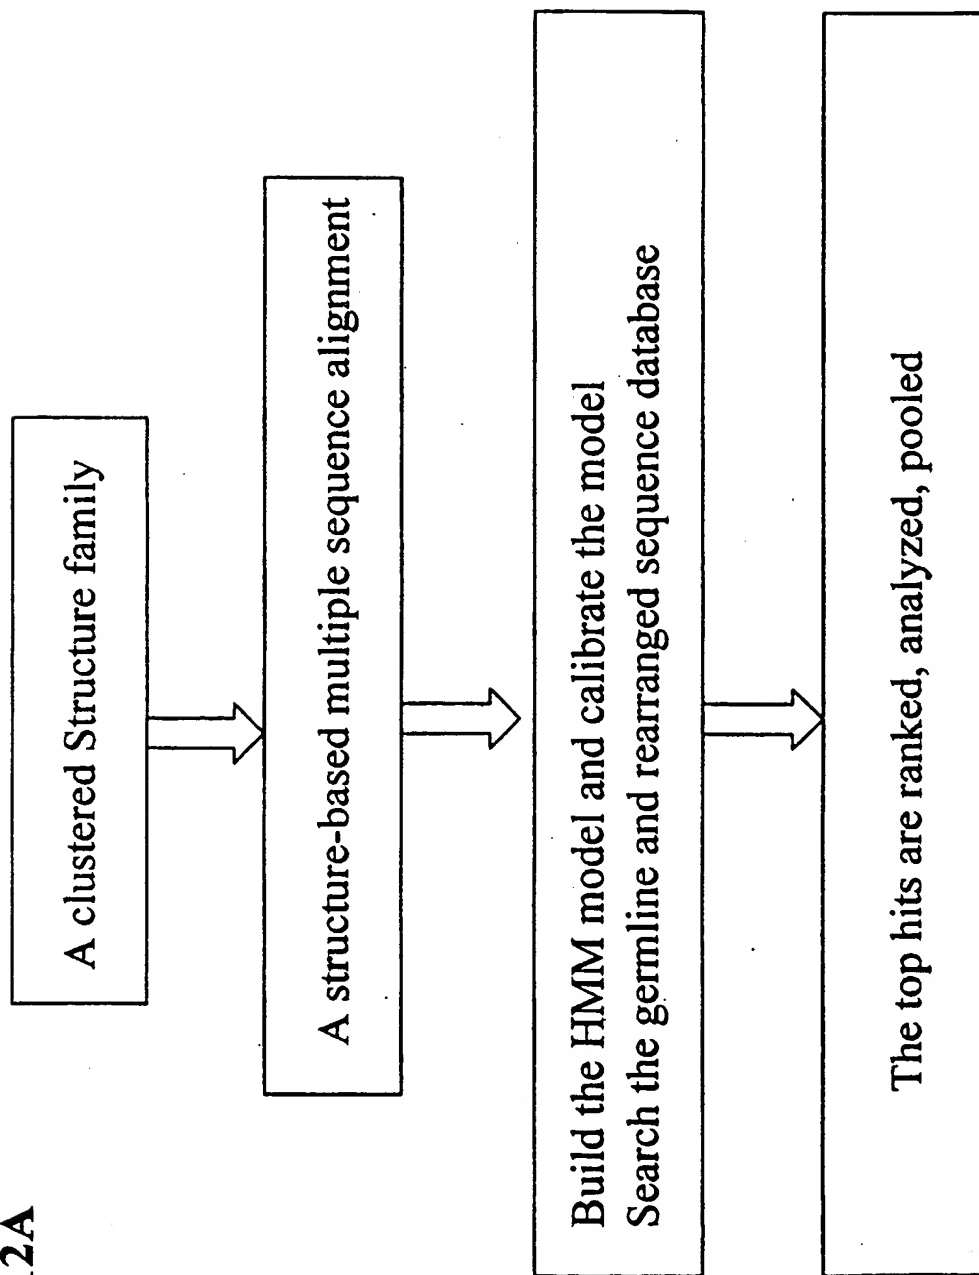 12A
A clustered Structure family
A structure-based multiple sequence alignment
Build the HMM model and calibrate the model
Search the germline and rearranged sequence database
The top hits are ranked, analyzed, pooled